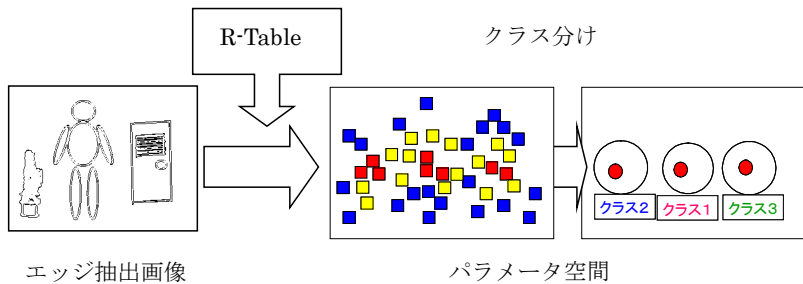 R-Table
クラス分け
クラス2
クラス1
クラス3
エッジ抽出画像
パラメータ空間